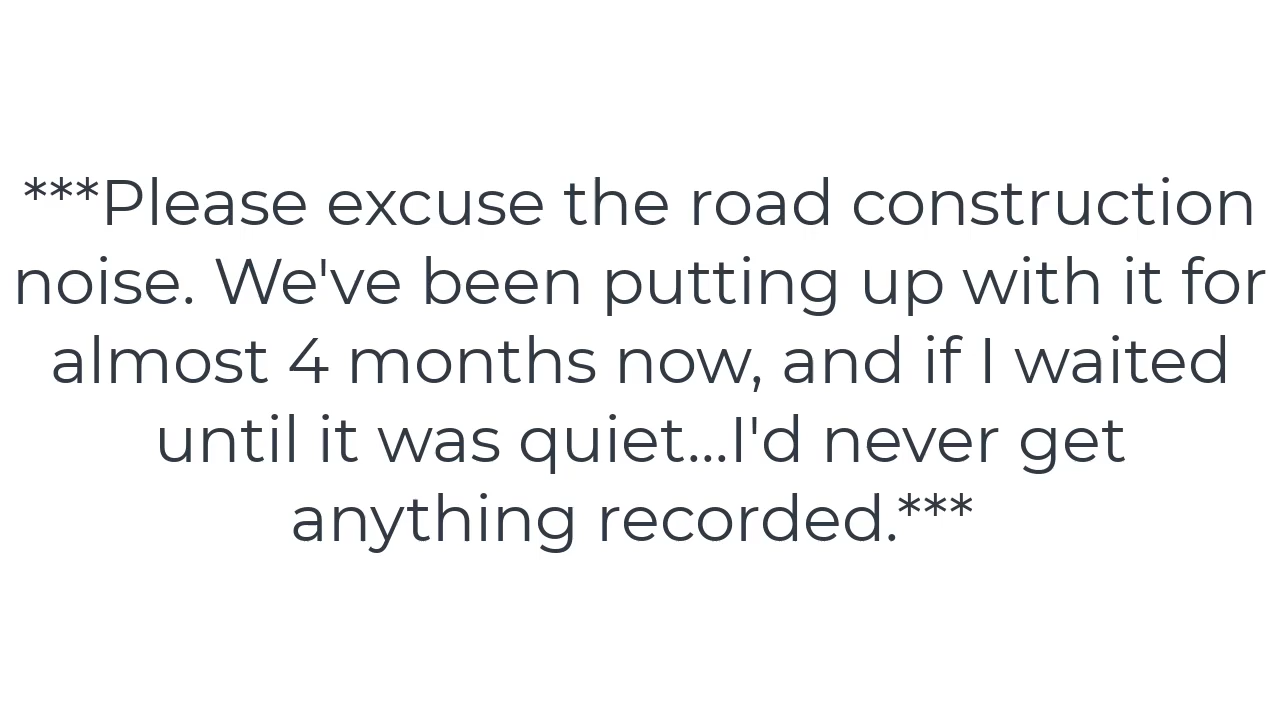 ***Please excuse the road construction
noise. We've been putting up with it for
almost 4 months now, and if I waited
until it was quiet...I'd never get
anything recorded.***